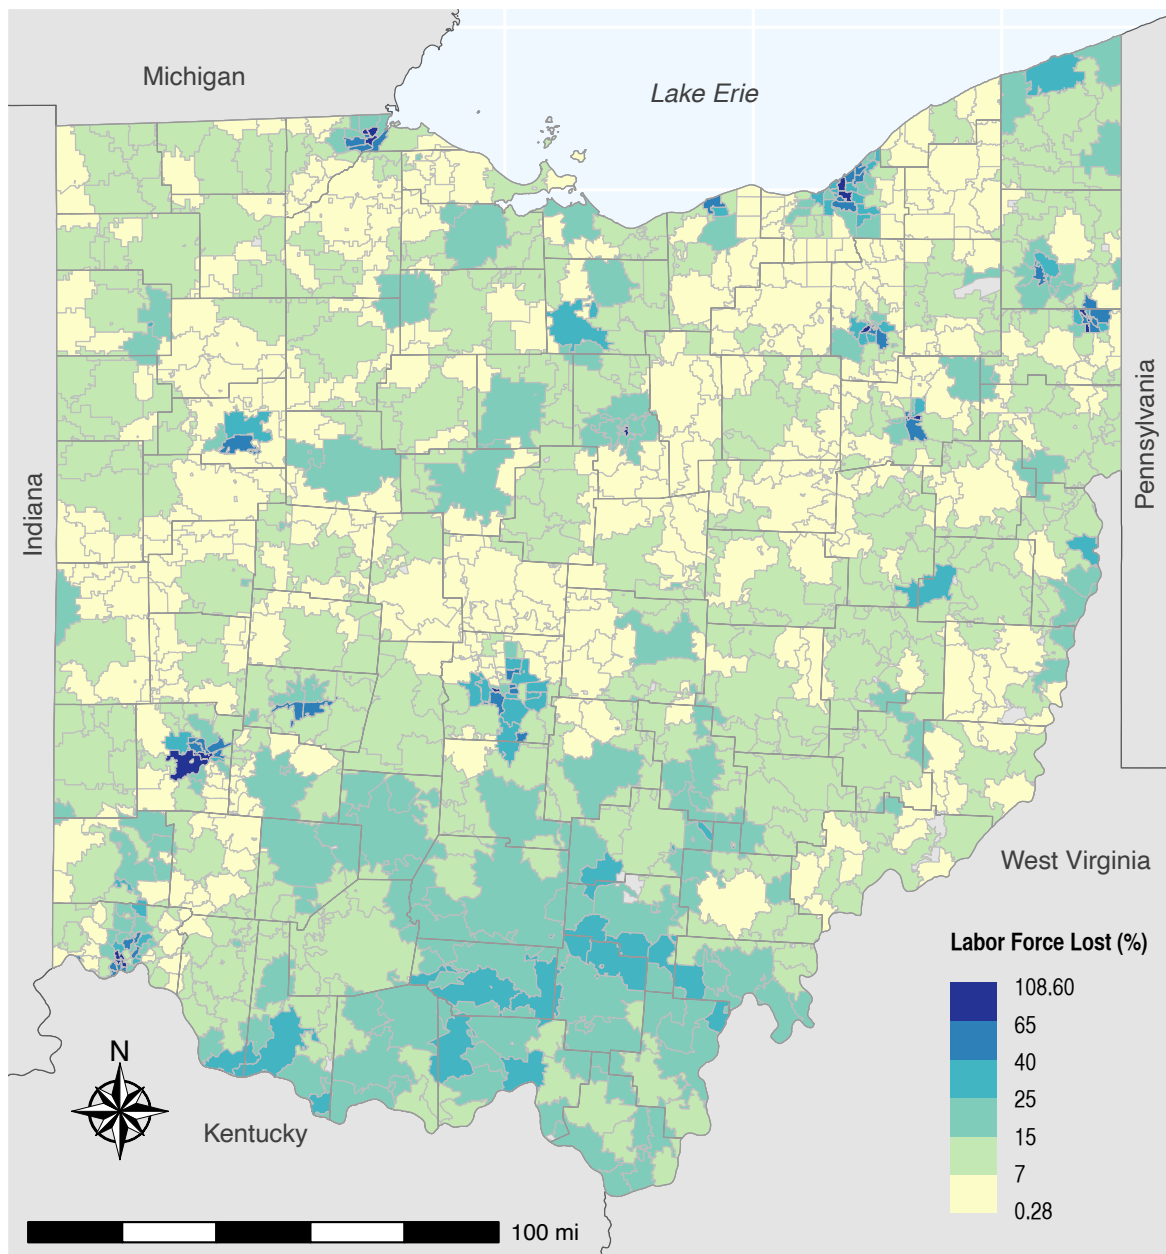 Michigan
Lake Erie
Indiana
Pennsylvania
West Virginia
Labor Force Lost (%)
108.60
65
40
25
15
7
0.28
N
Kentucky
100 mi